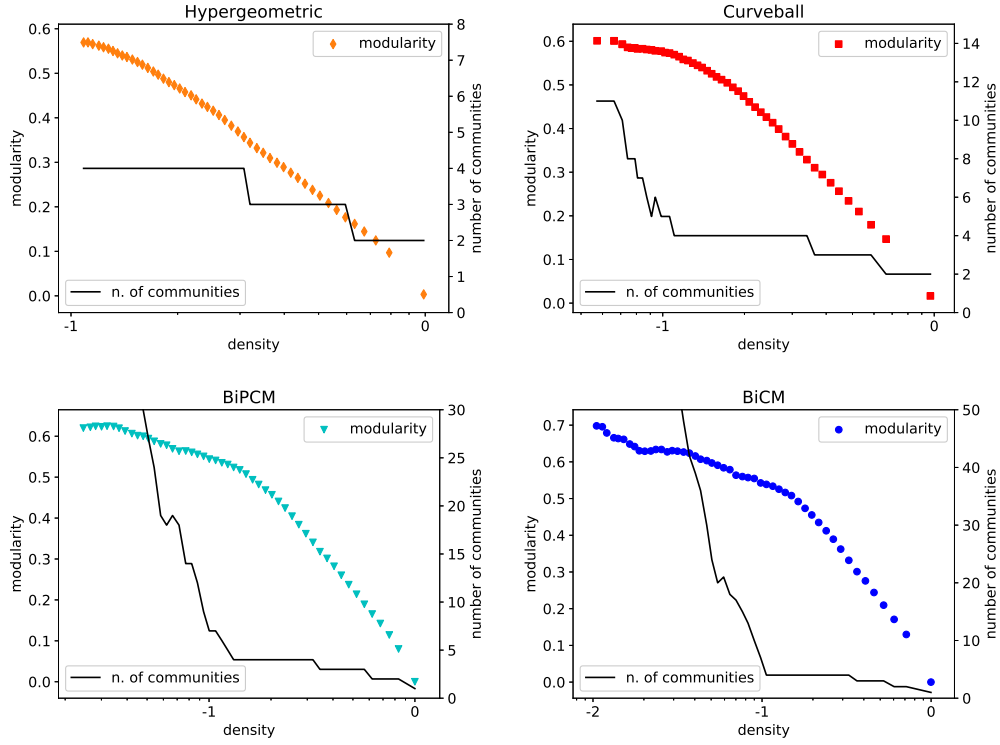 Hypergeometric
modularity
0.6
0.5
0.4
0.3
0.2
0.1
0.0
modularity
n. of communities
8
7
6
5
4
3
2
1
0
number of communities
-1
0
density
Curveball
modularity
0.6
0.5
0.4
0.3
0.2
0.1
0.0
modularity
n. of communities
14
12
10
8
6
4
2
0
number of communities
-1
0
density
BiPCM
modularity
0.6
0.5
0.4
0.3
0.2
0.1
0.0
modularity
n. of communities
30
25
20
15
10
5
0
number of communities
-1
0
density
BiCM
modularity
0.7
0.6
0.5
0.4
0.3
0.2
0.1
0.0
modularity
n. of communities
50
40
30
20
10
0
number of communities
-2
-1
0
density